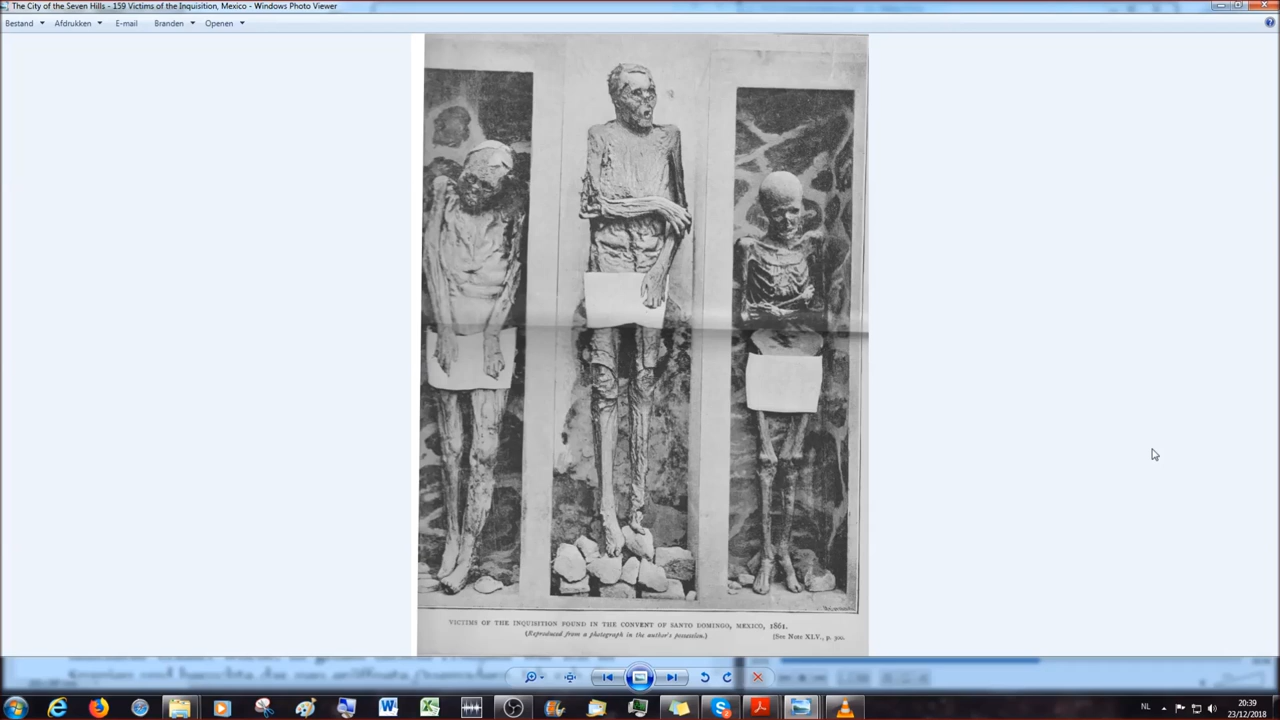 The City of the Seven Hills - 159 Victims of the Inquisition, Mexico - Windows Photo Viewer
Bestand Afdrukken E-mail Branden Openen
VICTIMS OF THE INQUISITION FOUND IN THE CONVENT OF SANTO DOMINGO, MEXICO, 1861.
(Reproduced from a photograph in the author's possession.) [See Note XLV., p. 300.
NL 20:39
23/12/2018